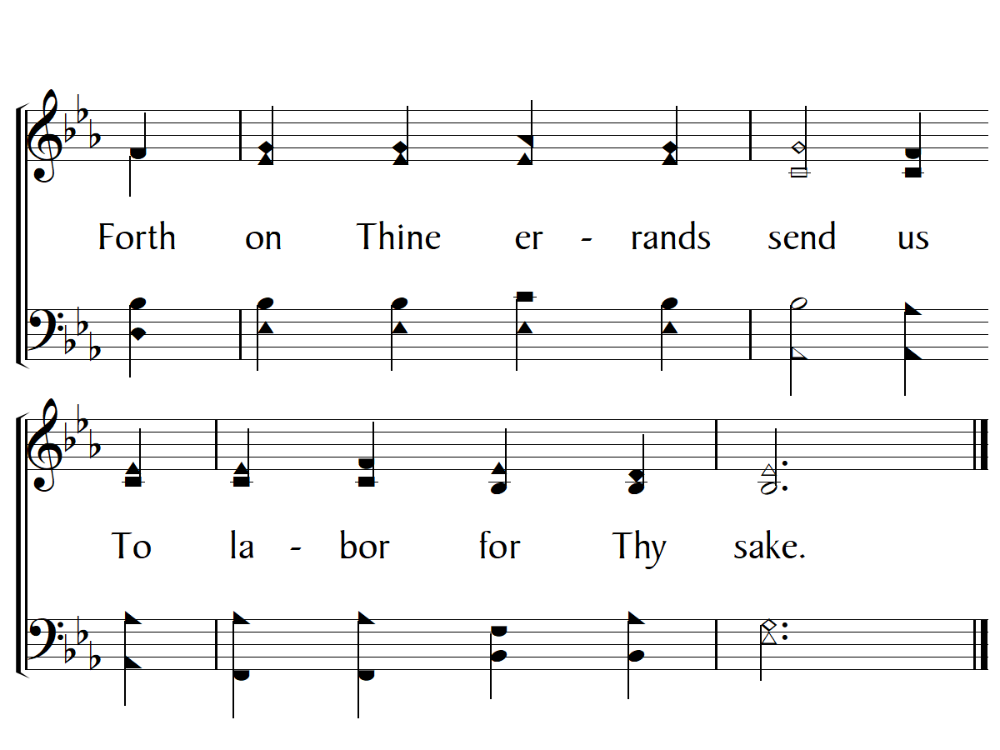 Forth on Thine er - rands send us
To la - bor for Thy sake.